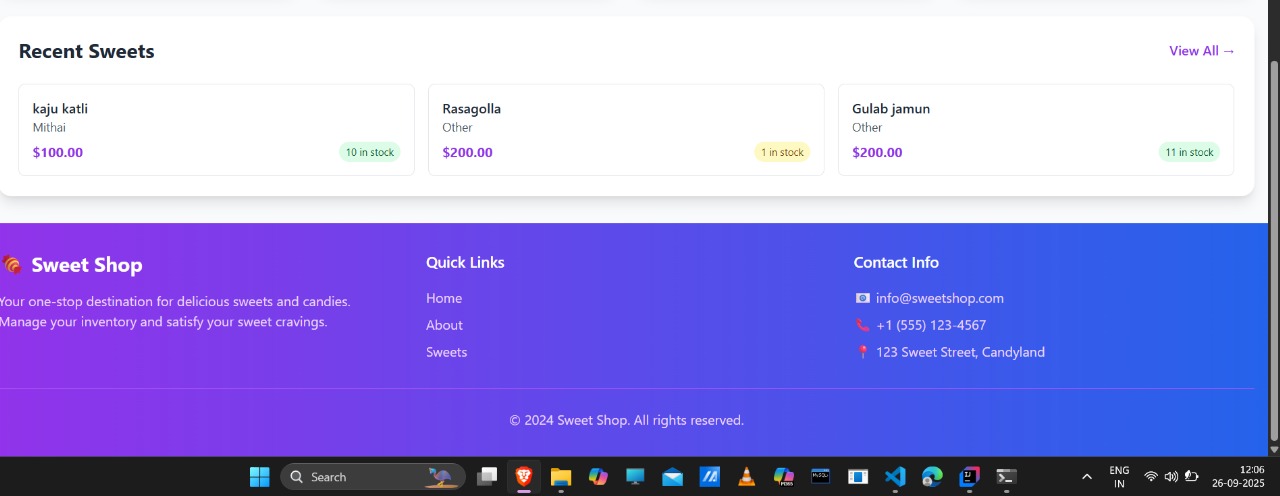 Recent Sweets
View All →
kaju katli
Mithai
$100.00
10 in stock
Rasagolla
Other
$200.00
1 in stock
Gulab jamun
Other
$200.00
11 in stock
Sweet Shop
Your one-stop destination for delicious sweets and candies.
Manage your inventory and satisfy your sweet cravings.
Quick Links
Home
About
Sweets
Contact Info
info@sweetshop.com
+1 (555) 123-4567
123 Sweet Street, Candyland
© 2024 Sweet Shop. All rights reserved.
Search
ENG
IN
12:06
26-09-2025